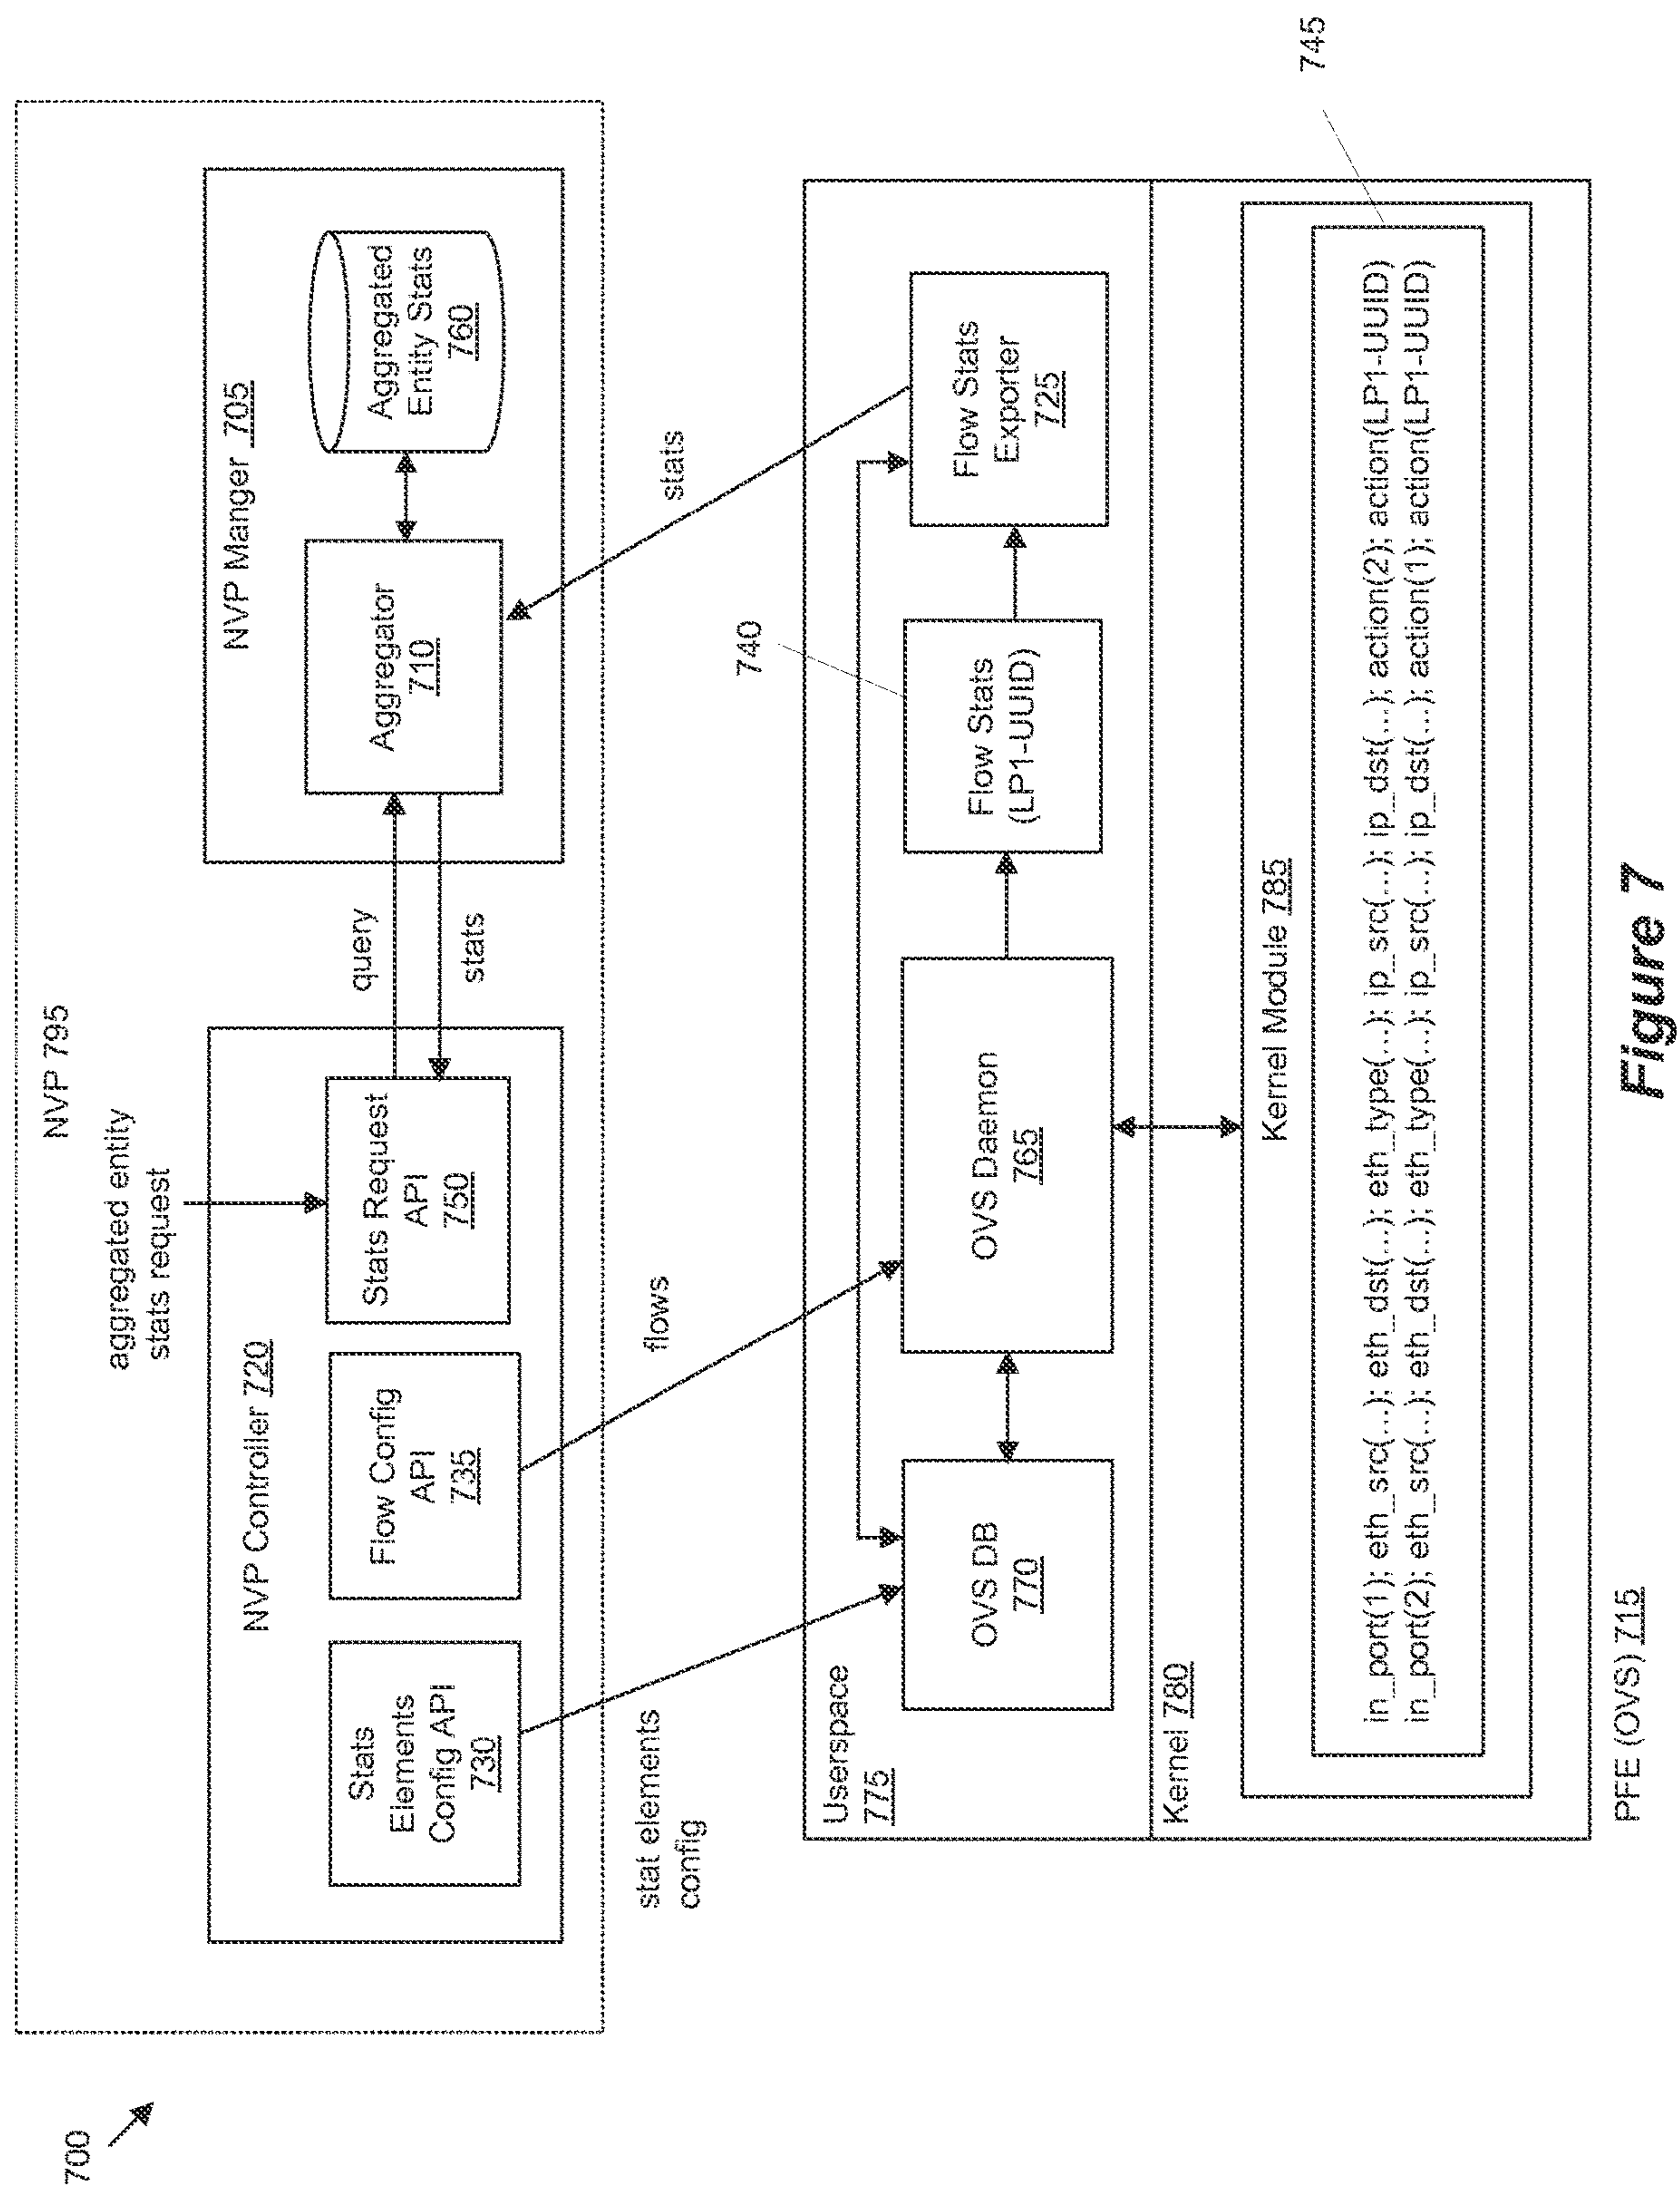 700
NVP 795
aggregated entity
stats request
NVP Controller 720
Stats
Elements
Config API
730
Flow Config
API
735
Stats Request
API
750
query
stats
NVP Manger 705
Aggregator
710
Aggregated
Entity Stats
760
stat elements
config
flows
stats
740
Userspace
775
OVS DB
770
OVS Daemon
765
Flow Stats
(LP1-UUID)
Flow Stats
Exporter
725
Kernel 780
Kernel Module 785
745
in_port(1); eth_src(...); eth_dst(...); eth_type(...); ip_src(...); ip_dst(...); action(2); action(LP1-UUID)
in_port(2); eth_src(...); eth_dst(...); eth_type(...); ip_src(...); ip_dst(...); action(1); action(LP1-UUID)
PFE (OVS) 715
Figure 7